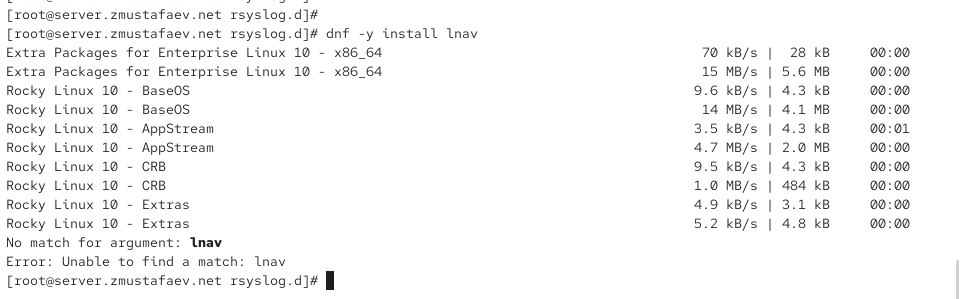 [root@server.zmustafaev.net rsyslog.d]#
[root@server.zmustafaev.net rsyslog.d]# dnf -y install lnav
Extra Packages for Enterprise Linux 10 - x86_64 70 kB/s | 28 kB 00:00
Extra Packages for Enterprise Linux 10 - x86_64 15 MB/s | 5.6 MB 00:00
Rocky Linux 10 - BaseOS 9.6 kB/s | 4.3 kB 00:00
Rocky Linux 10 - BaseOS 14 MB/s | 4.1 MB 00:00
Rocky Linux 10 - AppStream 3.5 kB/s | 4.3 kB 00:01
Rocky Linux 10 - AppStream 4.7 MB/s | 2.0 MB 00:00
Rocky Linux 10 - CRB 9.5 kB/s | 4.3 kB 00:00
Rocky Linux 10 - CRB 1.0 MB/s | 484 kB 00:00
Rocky Linux 10 - Extras 4.9 kB/s | 3.1 kB 00:00
Rocky Linux 10 - Extras 5.2 kB/s | 4.8 kB 00:00
No match for argument: lnav
Error: Unable to find a match: lnav
[root@server.zmustafaev.net rsyslog.d]#